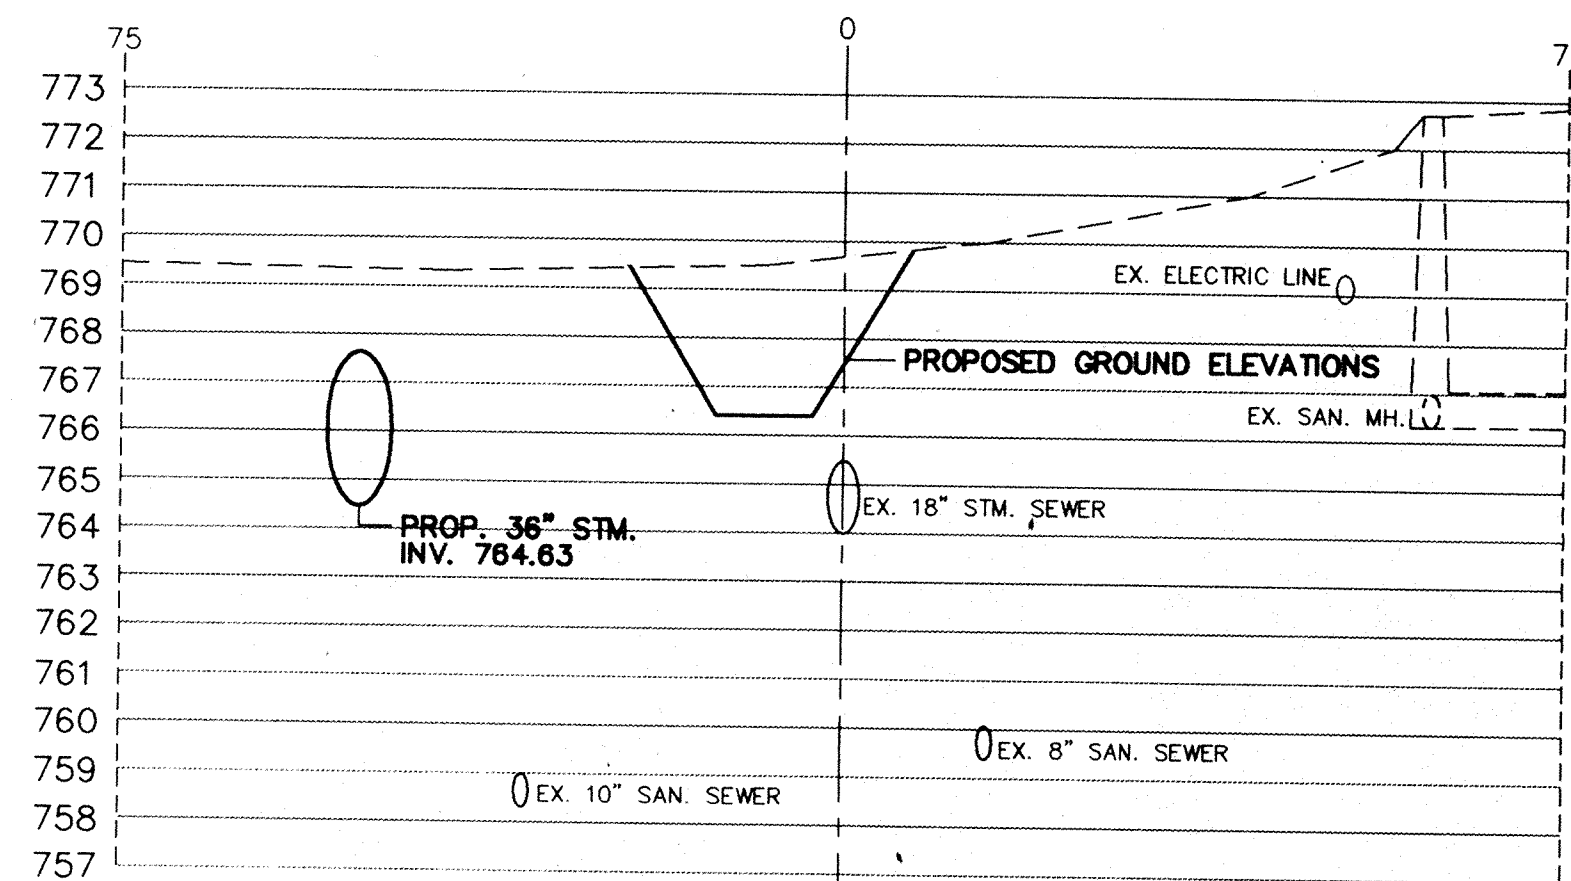 75
0
7
773
772
771
770
769
768
767
766
765
764
763
762
761
760
759
758
757
EX. ELECTRIC LINE
PROPOSED GROUND ELEVATIONS
EX. SAN. MH.
EX. 18" STM. SEWER
PROP. 36" STM.
INV. 764.63
EX. 8" SAN. SEWER
EX. 10" SAN. SEWER